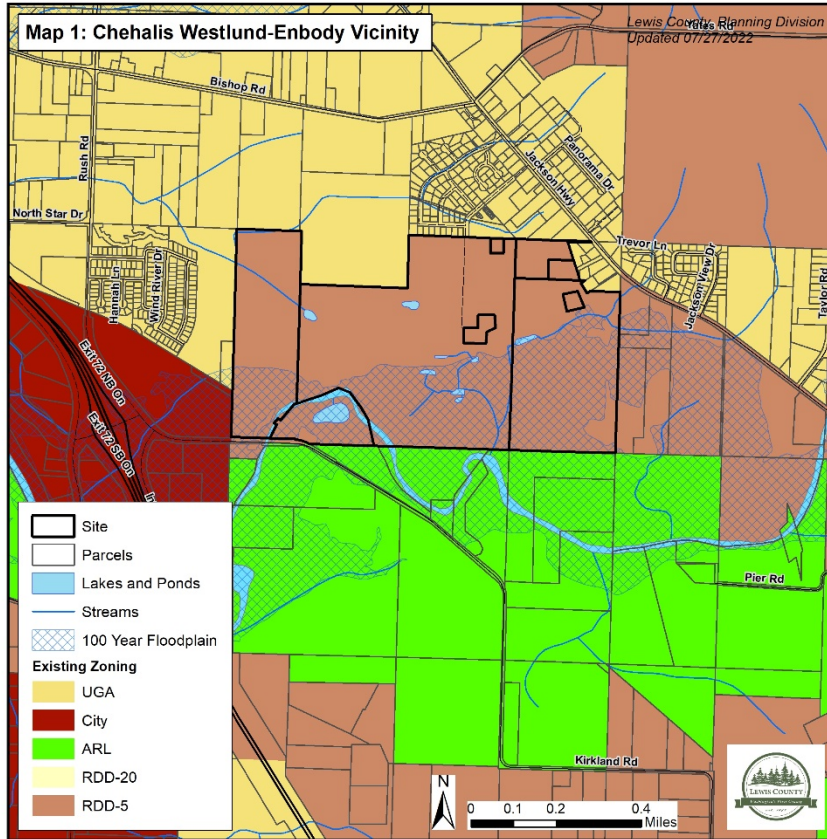 Map 1: Chehalis Westlund-Enbody Vicinity
Lewis County, Planning Division
Updated 07/27/2022
Yates Rd
Bishop Rd
Rush Rd
Panorama Dr
Jackson Hwy
North Star Dr
Trevor Ln
Hannah Ln
Wind River Dr
Jackson View Dr
Taylor Rd
Exit 72 NB On
Exit 72 SB On
Pier Rd
Kirkland Rd
Site
Parcels
Lakes and Ponds
Streams
100 Year Floodplain
Existing Zoning
UGA
City
ARL
RDD-20
RDD-5
N
0 0.1 0.2 0.4
Miles
LEWIS COUNTY